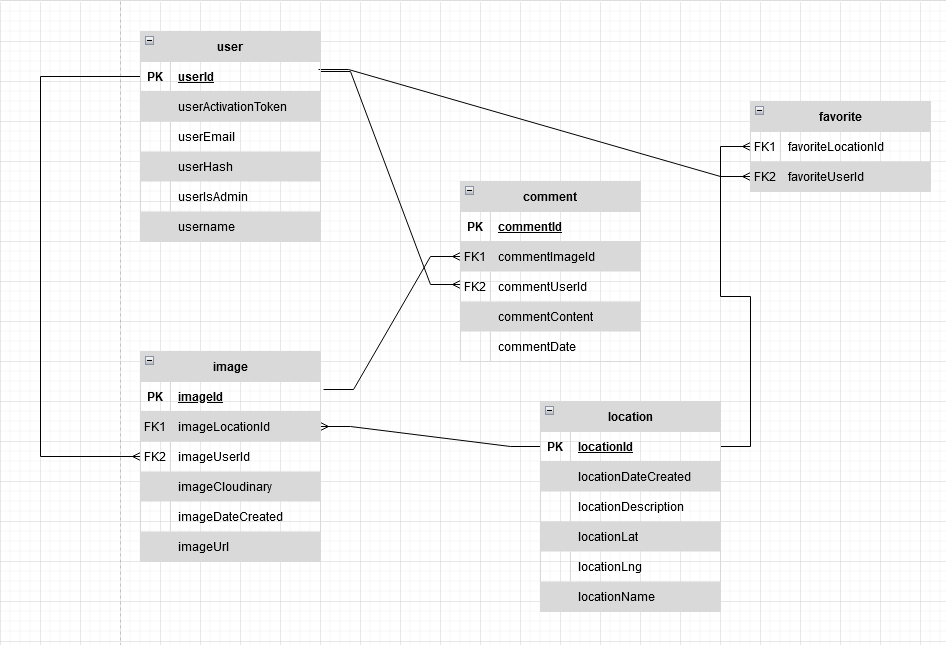 user
PK userId
userActivationToken
userEmail
userHash
userIsAdmin
username
favorite
FK1 favoriteLocationId
FK2 favoriteUserId
comment
PK commentId
FK1 commentImageId
FK2 commentUserId
commentContent
commentDate
image
PK imageId
FK1 imageLocationId
FK2 imageUserId
imageCloudinary
imageDateCreated
imageUrl
location
PK locationId
locationDateCreated
locationDescription
locationLat
locationLng
locationName